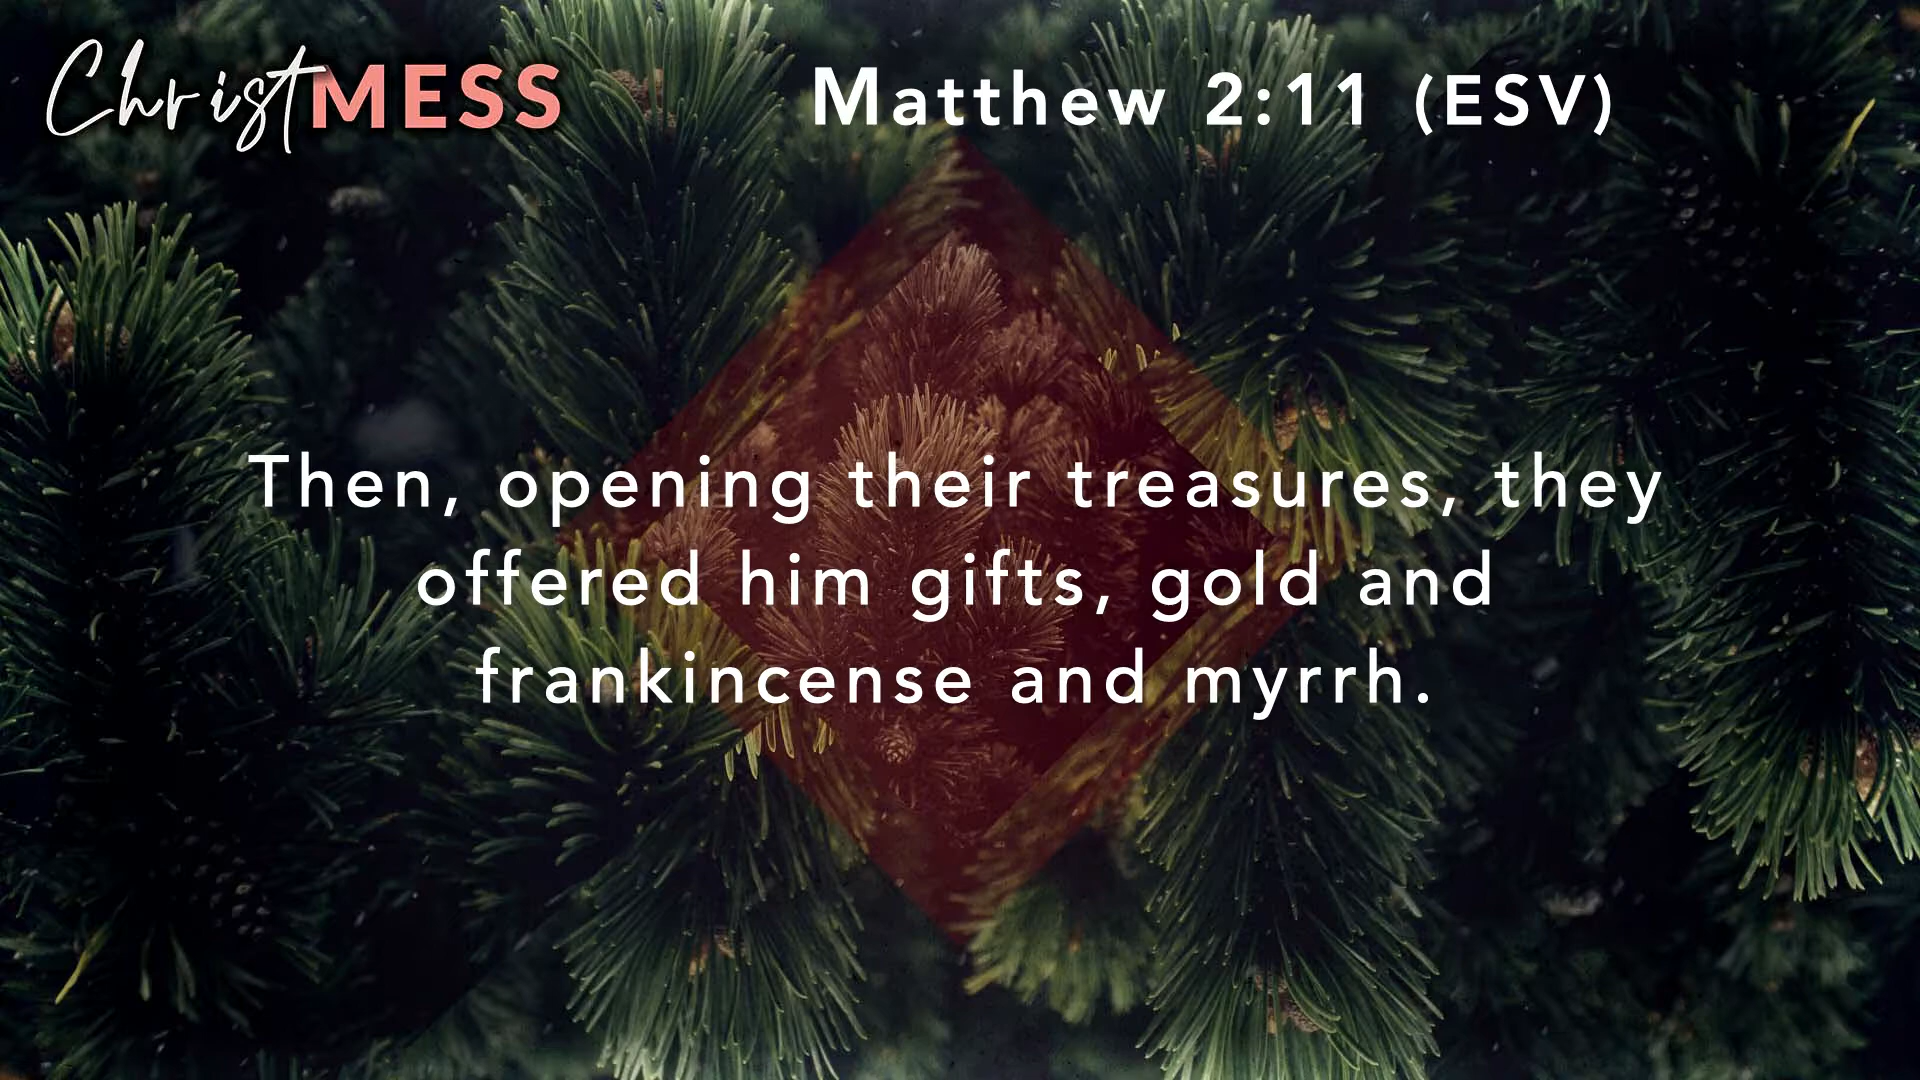 ChristMESS
Matthew 2:11 (ESV)
Then, opening their treasures, they
offered him gifts, gold and
frankincense and myrrh.